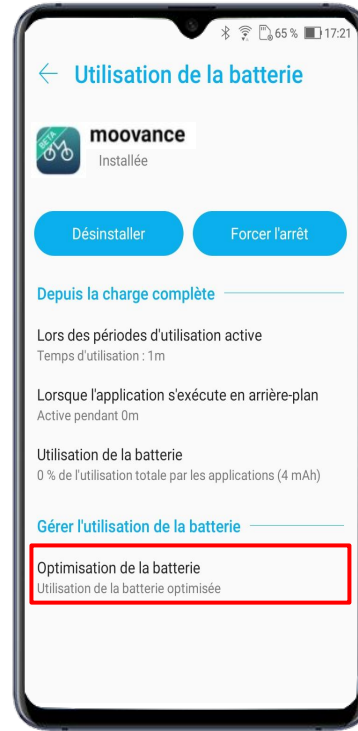 65 % 17:21
Utilisation de la batterie
BETA
moovance
Installée
Désinstaller Forcer l'arrêt
Depuis la charge complète
Lors des périodes d'utilisation active
Temps d'utilisation : 1m
Lorsque l'application s'exécute en arrière-plan
Active pendant 0m
Utilisation de la batterie
0 % de l'utilisation totale par les applications (4 mAh)
Gérer l'utilisation de la batterie
Optimisation de la batterie
Utilisation de la batterie optimisée